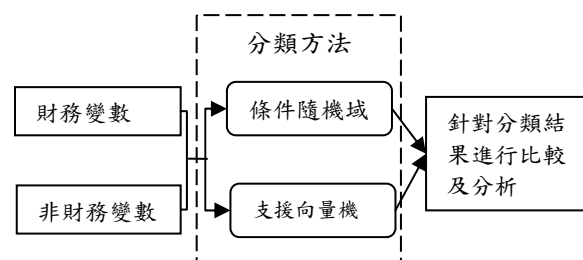 分類方法
財務變數
非財務變數
條件隨機域
支援向量機
針對分類結
果進行比較
及分析